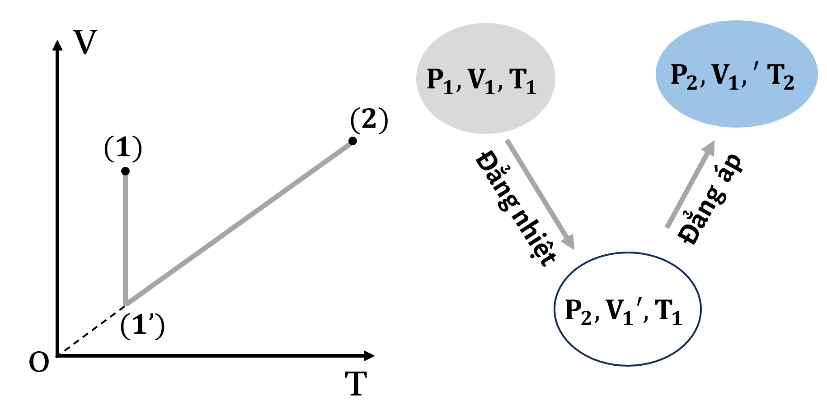 V
(1)
(2)
(1’)
O
T
P₁, V₁, T₁
P₂, V₁, ′ T₂
Đẳng nhiệt
Đẳng áp
P₂, V₁′, T₁